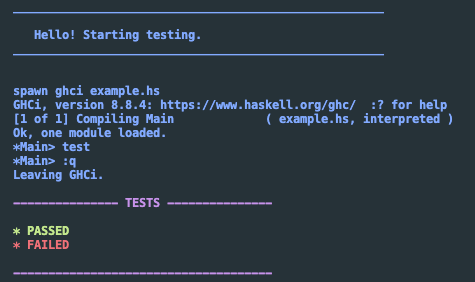 Hello! Starting testing.
spawn ghci example.hs
GHCi, version 8.8.4: https://www.haskell.org/ghc/  :? for help
[1 of 1] Compiling Main             ( example.hs, interpreted )
Ok, one module loaded.
*Main> test
*Main> :q
Leaving GHCi.
--------------- TESTS ---------------
* PASSED
* FAILED
-------------------------------------